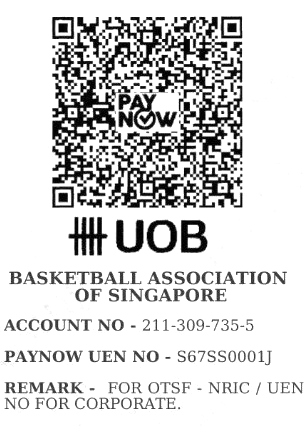 PAY
NOW
UOB
BASKETBALL ASSOCIATION
OF SINGAPORE
ACCOUNT NO - 211-309-735-5
PAYNOW UEN NO - S67SS0001J
REMARK - FOR OTSF - NRIC / UEN
NO FOR CORPORATE.